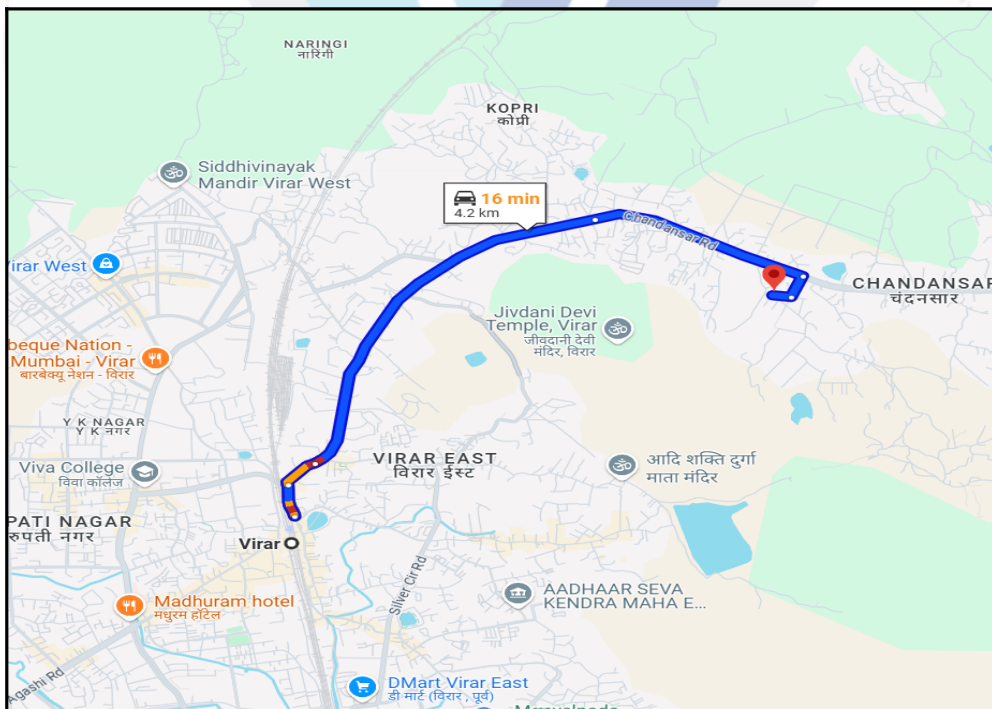 NARINGI
नारिंगी
KOPRI
कोप्री
Siddhivinayak
Mandir Virar West
16 min
4.2 km
Chandansar Rd
Virar West
CHANDANSAR
चंदनसार
Jivdani Devi
Temple, Virar
जीवदानी देवी
मंदिर, विरार
beque Nation -
Mumbai - Virar
बारबेक्यू नेशन - विरार
Y K NAGAR
Y K नगर
VIRAR EAST
विरार ईस्ट
Viva College
विवा कॉलेज
आदि शक्ति दुर्गा
माता मंदिर
PATI NAGAR
रुपती नगर
Virar
Silver Cir Rd
AADHAAR SEVA
KENDRA MAHA E...
Madhuram hotel
मधुरम हॉटेल
Agashi Rd
DMart Virar East
डी मार्ट (विरार , पूर्व)